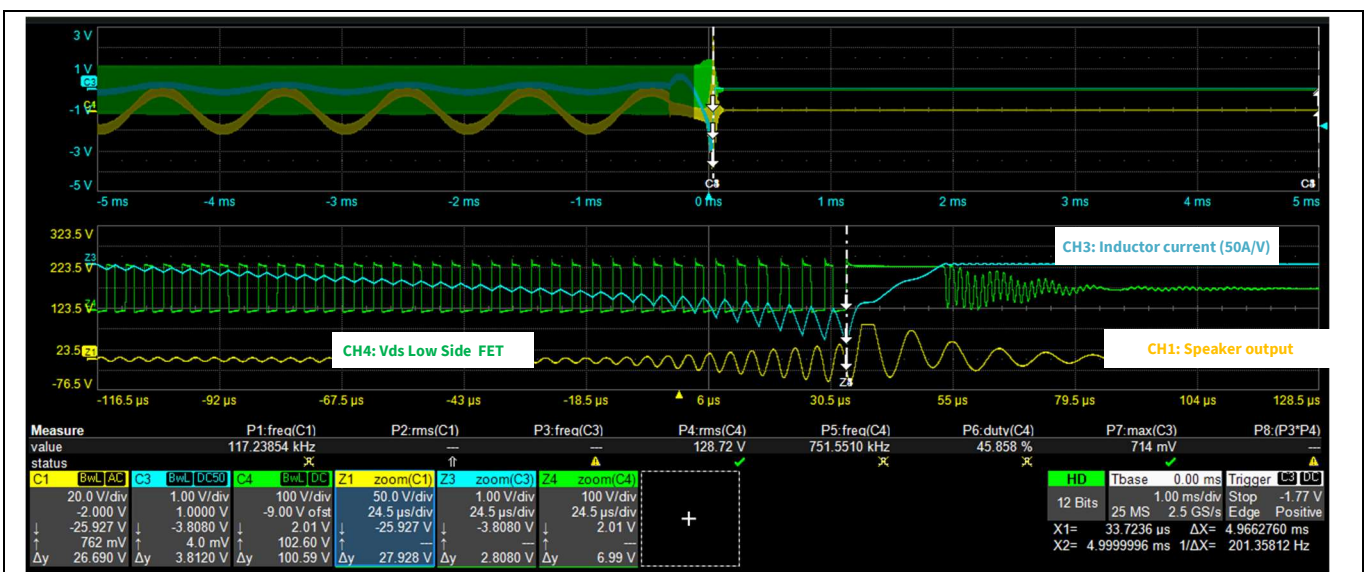 3 V
1 V
C3
C4
-1 V
-3 V
-5 V
C3
C3
-5 ms -4 ms -3 ms -2 ms -1 ms 0 ms 1 ms 2 ms 3 ms 4 ms 5 ms
323.5 V
Z3
223.5 V
CH3: Inductor current (50A/V)
Z4
123.5 V
23.5 V
Z1
CH4: Vds Low Side FET
CH1: Speaker output
-76.5 V
-116.5 µs -92 µs -67.5 µs -43 µs -18.5 µs 6 µs 30.5 µs 55 µs 79.5 µs 104 µs 128.5 µs
Measure P1:freq(C1) P2:rms(C1) P3:freq(C3) P4:rms(C4) P5:freq(C4) P6:duty(C4) P7:max(C3) P8:(P3*P4)
value 117.23854 kHz --- --- 128.72 V 751.5510 kHz 45.858 % 714 mV ---
status
C1 BwL AC C3 BwL DC50 C4 BwL DC Z1 zoom(C1) Z3 zoom(C3) Z4 zoom(C4) HD Tbase 0.00 ms Trigger C3 DC
20.0 V/div 1.00 V/div 100 V/div 50.0 V/div 1.00 V/div 100 V/div 1.00 ms/div Stop -1.77 V
-2.000 V 1.0000 V -9.00 V ofst 24.5 µs/div 24.5 µs/div 24.5 µs/div 12 Bits 25 MS 2.5 GS/s Edge Positive
-25.927 V -3.8080 V 2.01 V -25.927 V -3.8080 V 2.01 V
762 mV 4.0 mV 102.60 V --- --- --- X1= 33.7236 µs ΔX= 4.9662760 ms
Δy 26.690 V Δy 3.8120 V Δy 100.59 V Δy 27.928 V Δy 2.8080 V Δy 6.99 V X2= 4.9999996 ms 1/ΔX= 201.35812 Hz